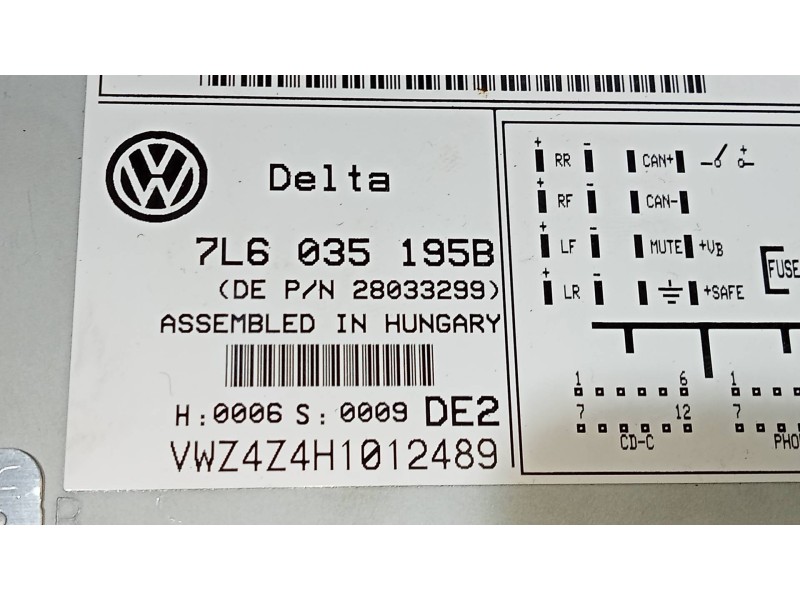 Delta
7L6 035 195B
(DE P/N 28033299)
ASSEMBLED IN HUNGARY
H:0006 S:0009 DE2
VWZ4Z4H1012489
+ RR - CAN+ +
+ RF - CAN-
+ LF - MUTE +VB
+ LR - +SAFE
FUSE
1 6 1
7 12 7
CD-C